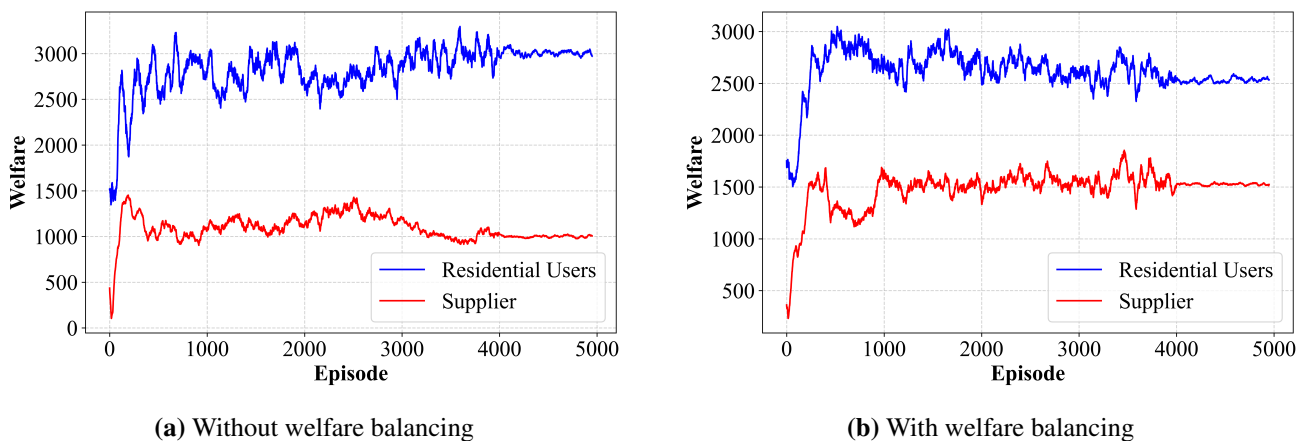 3000
2500
2000
1500
1000
500
0
Welfare
Residential Users
Supplier
0 1000 2000 3000 4000 5000
Episode
(a) Without welfare balancing
3000
2500
2000
1500
1000
500
Welfare
Residential Users
Supplier
0 1000 2000 3000 4000 5000
Episode
(b) With welfare balancing